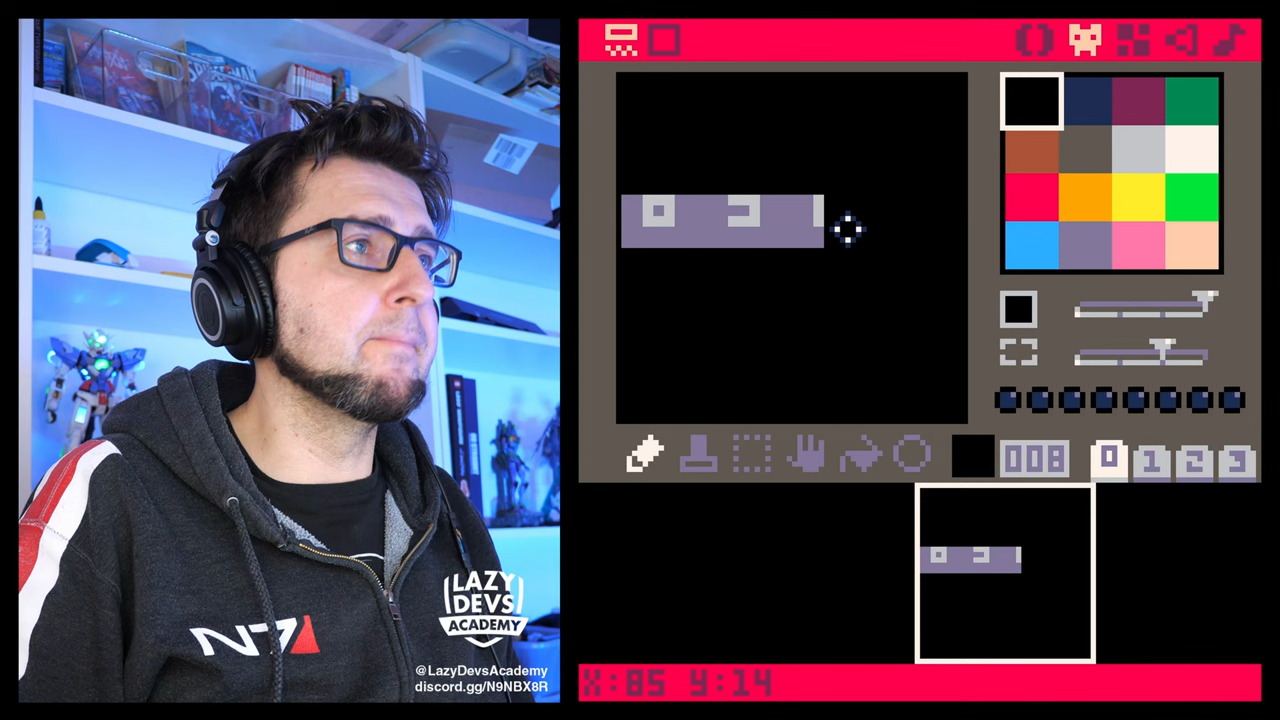 LAZY
DEVS
ACADEMY
N7
@LazyDevsAcademy
discord.gg/N9NBX8R
008
0
1
2
3
X:85 Y:14